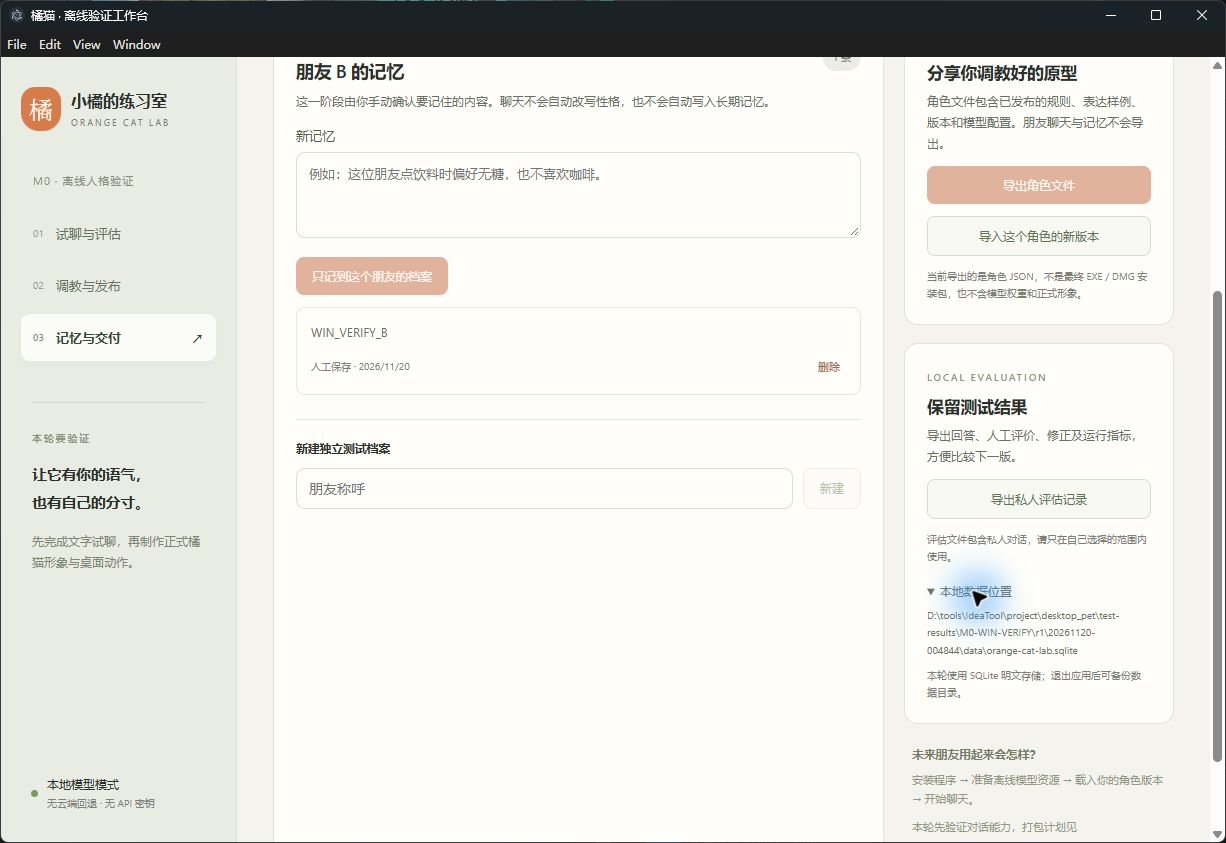 橘猫 · 离线验证工作台
File Edit View Window
橘
小橘的练习室
ORANGE CAT LAB
M0 · 离线人格验证
01 试聊与评估
02 调教与发布
03 记忆与交付 ↗
本轮要验证
让它有你的语气，
也有自己的分寸。
先完成文字试聊，再制作正式橘
猫形象与桌面动作。
本地模型模式
无云端回退 · 无 API 密钥
朋友 B 的记忆
这一阶段由你手动确认要记住的内容。聊天不会自动改写性格，也不会自动写入长期记忆。
新记忆
例如：这位朋友点饮料时偏好无糖，也不喜欢咖啡。
只记到这个朋友的档案
WIN_VERIFY_B
人工保存 · 2026/11/20
删除
新建独立测试档案
朋友称呼
新建
分享你调教好的原型
角色文件包含已发布的规则、表达样例、
版本和模型配置。朋友聊天与记忆不会导
出。
导出角色文件
导入这个角色的新版本
当前导出的是角色 JSON，不是最终 EXE / DMG 安
装包，也不含模型权重和正式形象。
LOCAL EVALUATION
保留测试结果
导出回答、人工评价、修正及运行指标，
方便比较下一版。
导出私人评估记录
评估文件包含私人对话，请只在自己选择的范围内
使用。
▼ 本地数据位置
D:\tools\IdeaTool\project\desktop_pet\test-
results\M0-WIN-VERIFY\r1\20261120-
004844\data\orange-cat-lab.sqlite
本轮使用 SQLite 明文存储；退出应用后可备份数
据目录。
未来朋友用起来会怎样?
安装程序 → 准备离线模型资源 → 载入你的角色版本
→ 开始聊天。
本轮先验证对话能力，打包计划见